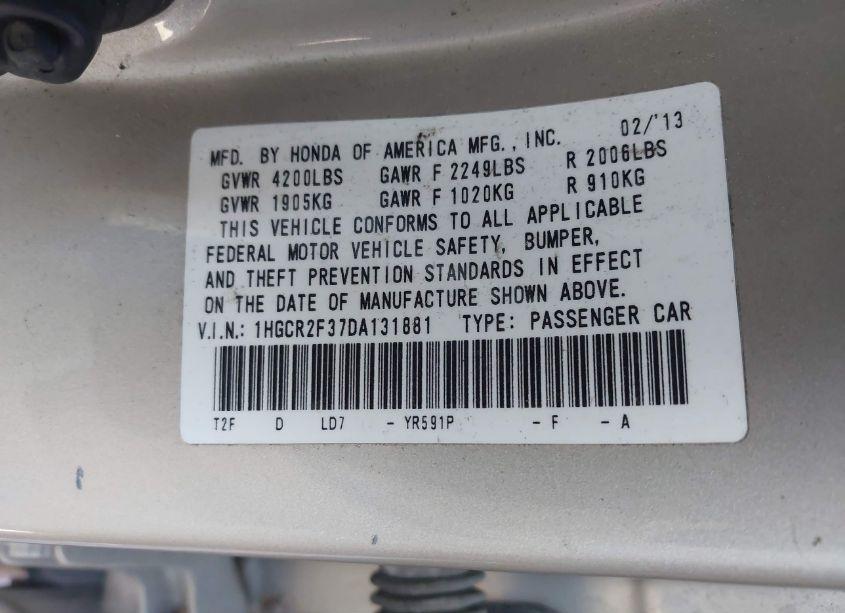 MFD. BY HONDA OF AMERICA MFG., INC. 02/'13
GVWR 4200LBS GAWR F 2249LBS R 2006LBS
GVWR 1905KG GAWR F 1020KG R 910KG
THIS VEHICLE CONFORMS TO ALL APPLICABLE
FEDERAL MOTOR VEHICLE SAFETY, BUMPER,
AND THEFT PREVENTION STANDARDS IN EFFECT
ON THE DATE OF MANUFACTURE SHOWN ABOVE.
V.I.N.: 1HGCR2F37DA131881 TYPE: PASSENGER CAR
T2F D LD7 - YR591P - F - A